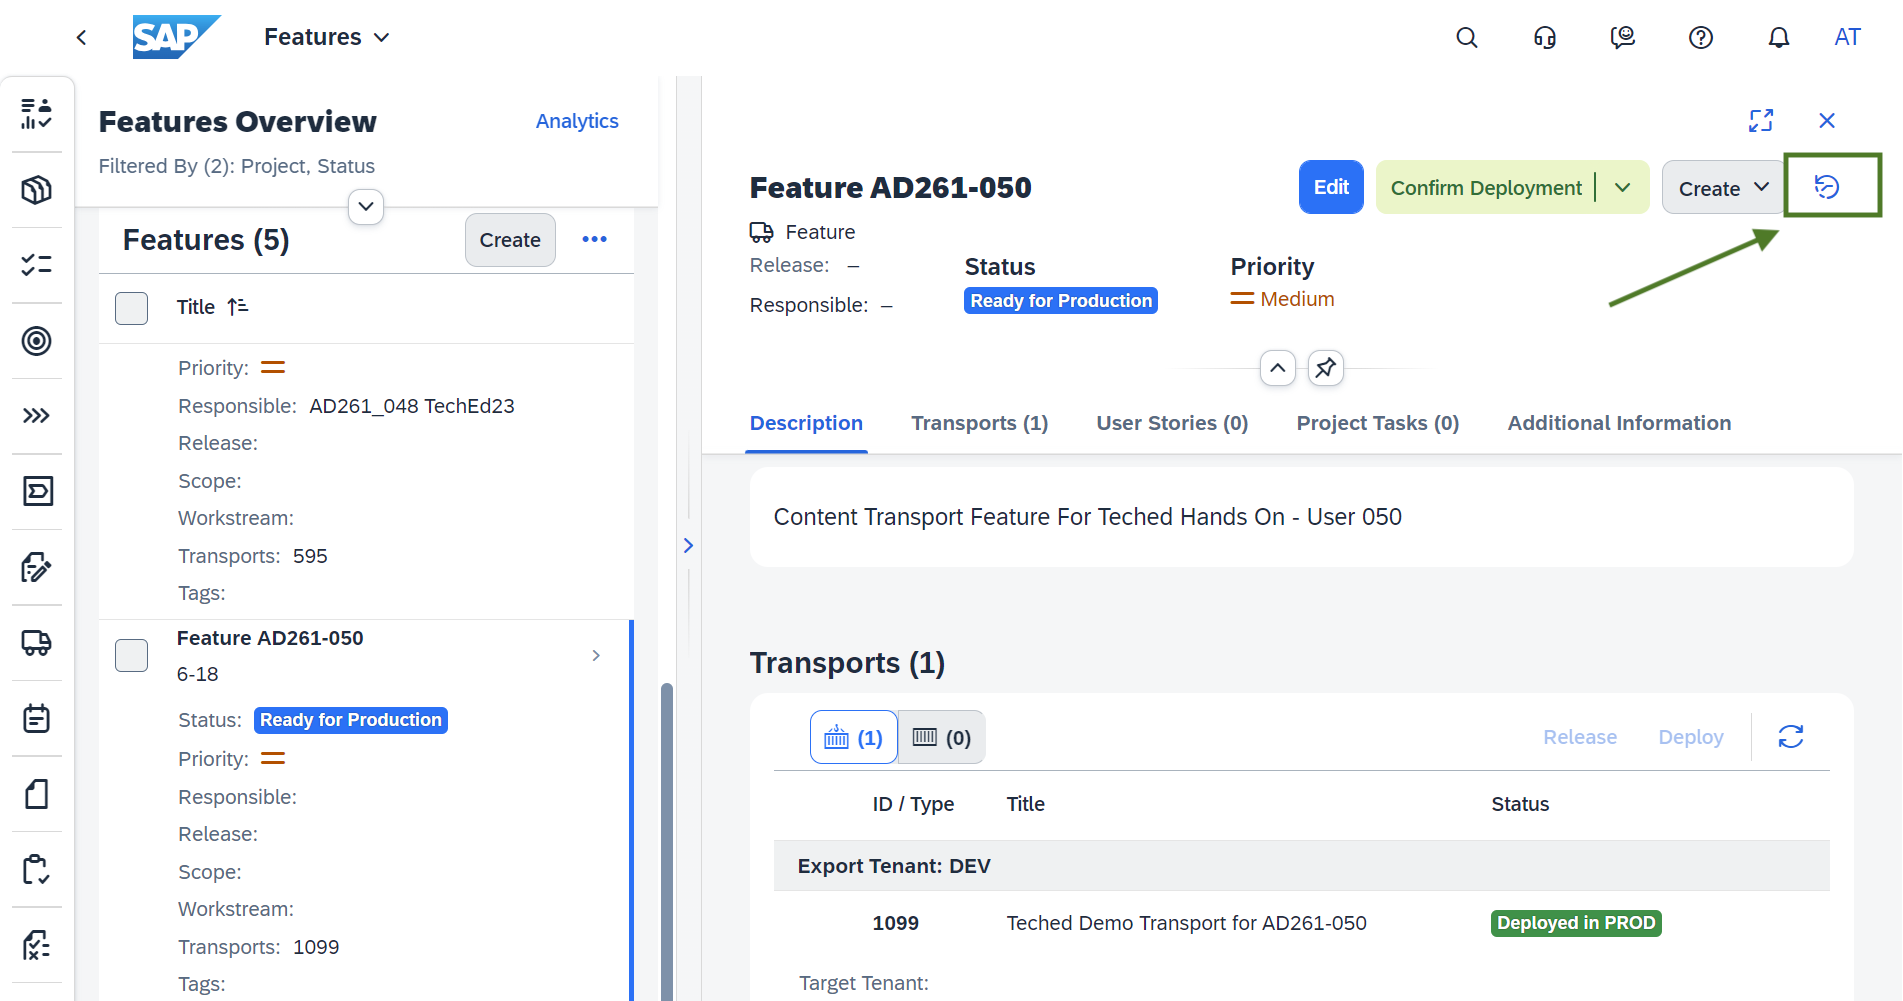 SAP
Features
AT
Features Overview
Analytics
Filtered By (2): Project, Status
Features (5)
Create
Title
Priority:
Responsible: AD261_048 TechEd23
Release:
Scope:
Workstream:
Transports: 595
Tags:
Feature AD261-050
6-18
Status: Ready for Production
Priority:
Responsible:
Release:
Scope:
Workstream:
Transports: 1099
Tags:
Feature AD261-050
Edit
Confirm Deployment
Create
Feature
Release: –
Responsible: –
Status
Ready for Production
Priority
Medium
Description
Transports (1)
User Stories (0)
Project Tasks (0)
Additional Information
Content Transport Feature For Teched Hands On - User 050
Transports (1)
(1)
(0)
Release
Deploy
ID / Type
Title
Status
Export Tenant: DEV
1099
Teched Demo Transport for AD261-050
Deployed in PROD
Target Tenant: